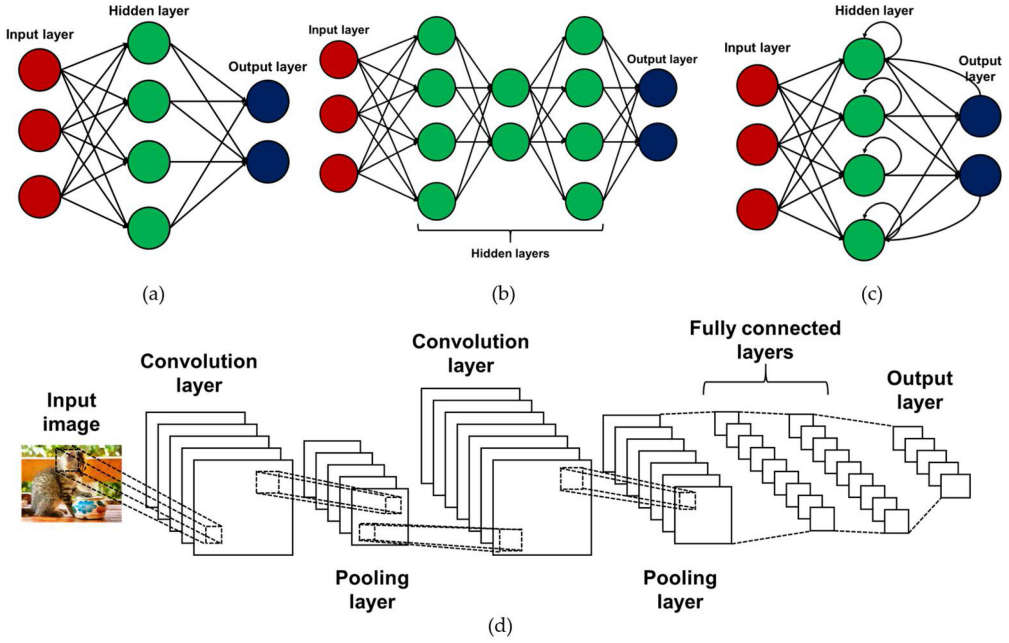 Hidden layer
Input layer
Output layer
(a)
Input layer
Output layer
Hidden layers
(b)
Hidden layer
Input layer
Output
layer
(c)
Input
image
Convolution
layer
Pooling
layer
Convolution
layer
Pooling
layer
Fully connected
layers
Output
layer
(d)